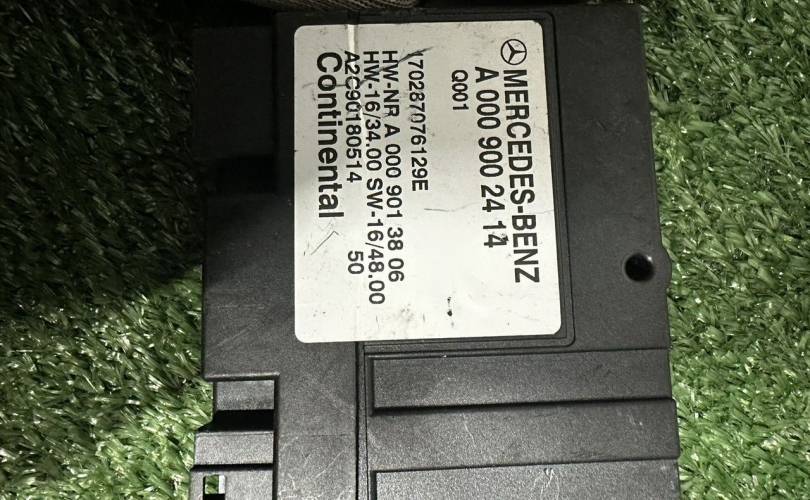 MERCEDES-BENZ
A 000 900 24 14
Q001
170287076129E
HW-NR A 000 901 38 06
HW-16/34.00 SW-16/48.00
A2C90180514 50
Continental